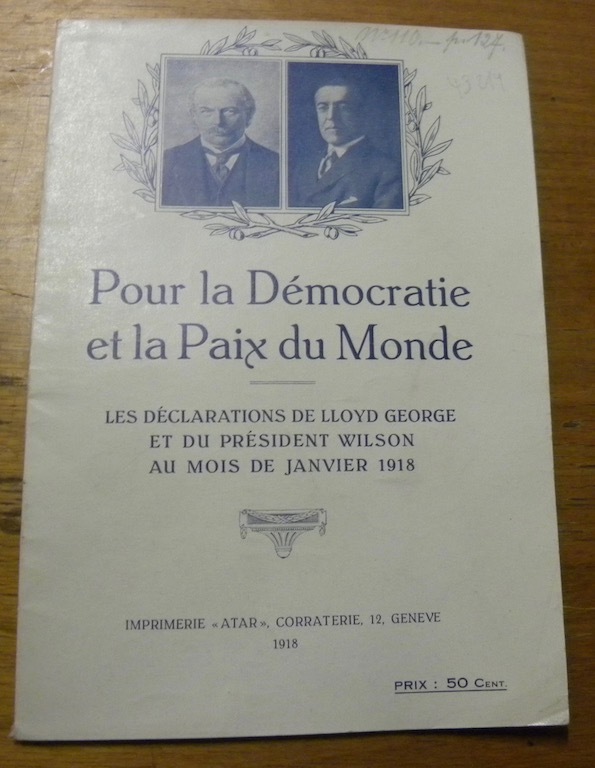 Pour la Démocratie
et la Paix du Monde
LES DÉCLARATIONS DE LLOYD GEORGE
ET DU PRÉSIDENT WILSON
AU MOIS DE JANVIER 1918
IMPRIMERIE «ATAR», CORRATERIE, 12, GENEVE
1918
PRIX : 50 CENT.